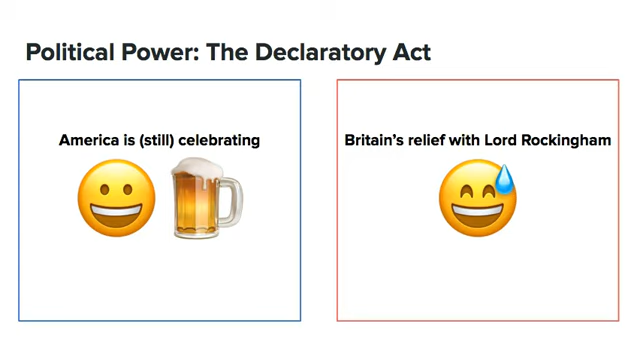 Political Power: The Declaratory Act
America is (still) celebrating
Britain's relief with Lord Rockingham